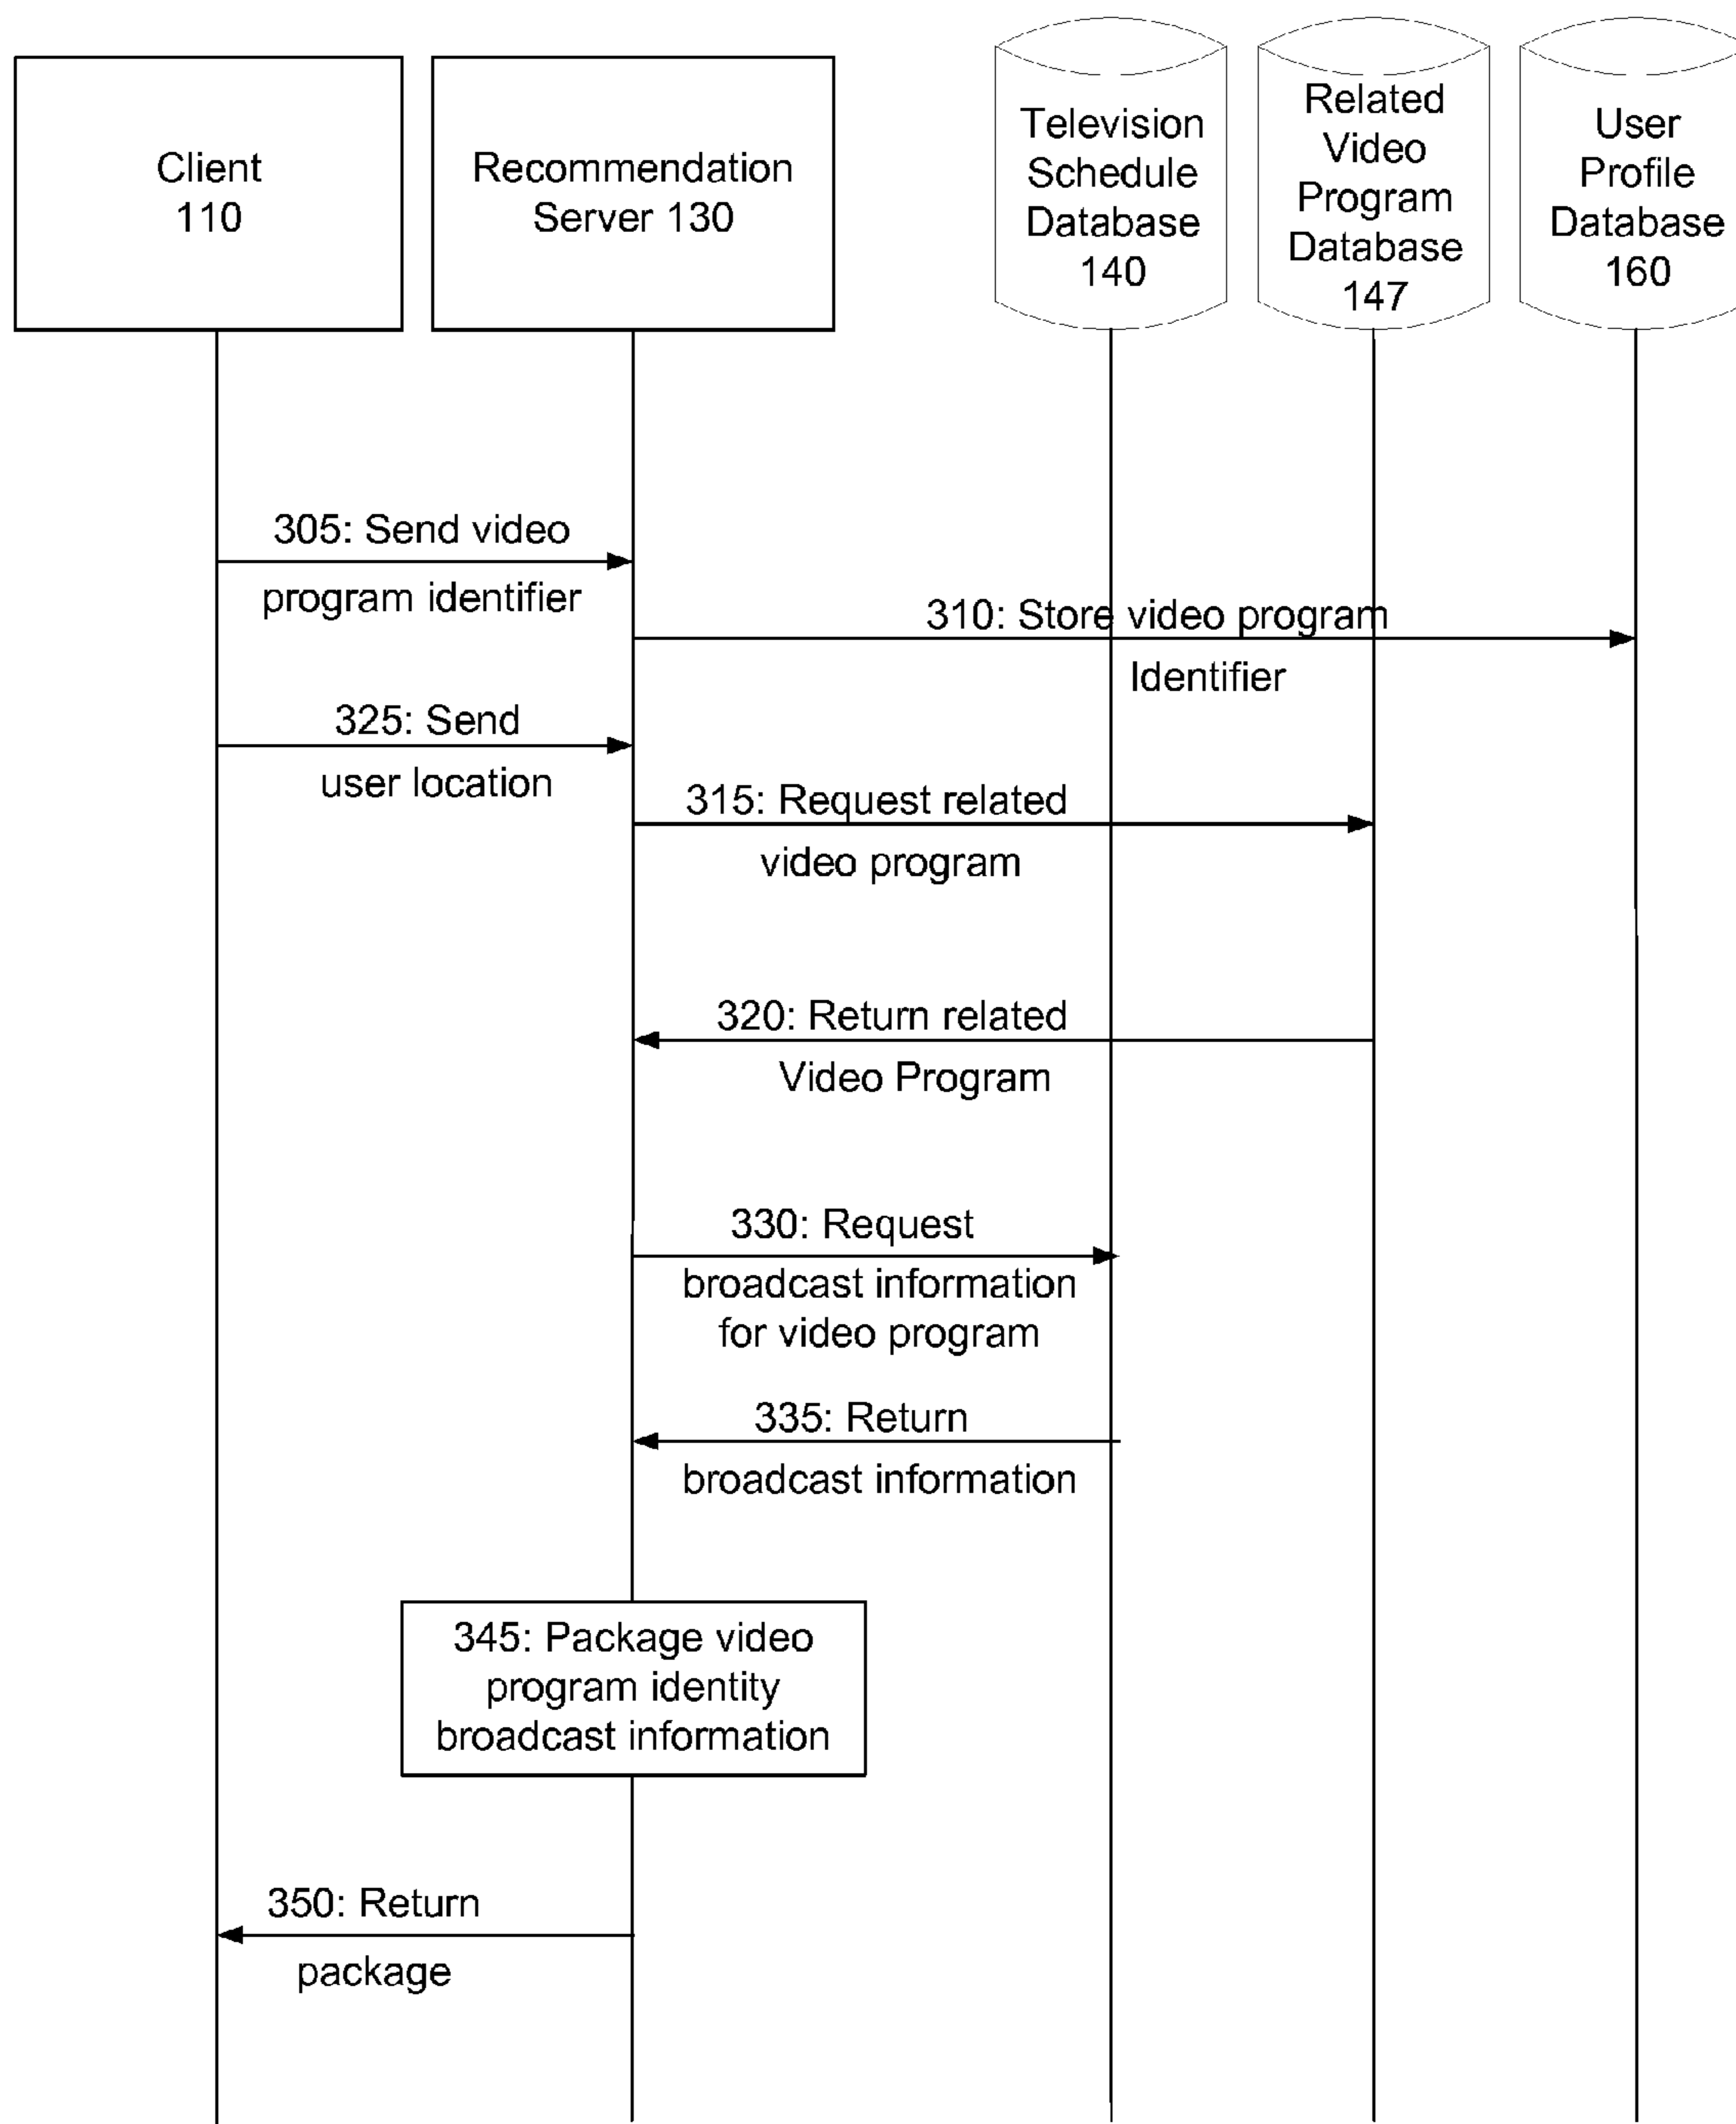 Client
110
Recommendation
Server 130
Television
Schedule
Database
140
Related
Video
Program
Database
147
User
Profile
Database
160
305: Send video
program identifier
310: Store video program
Identifier
325: Send
user location
315: Request related
video program
320: Return related
Video Program
330: Request
broadcast information
for video program
335: Return
broadcast information
345: Package video
program identity
broadcast information
350: Return
package